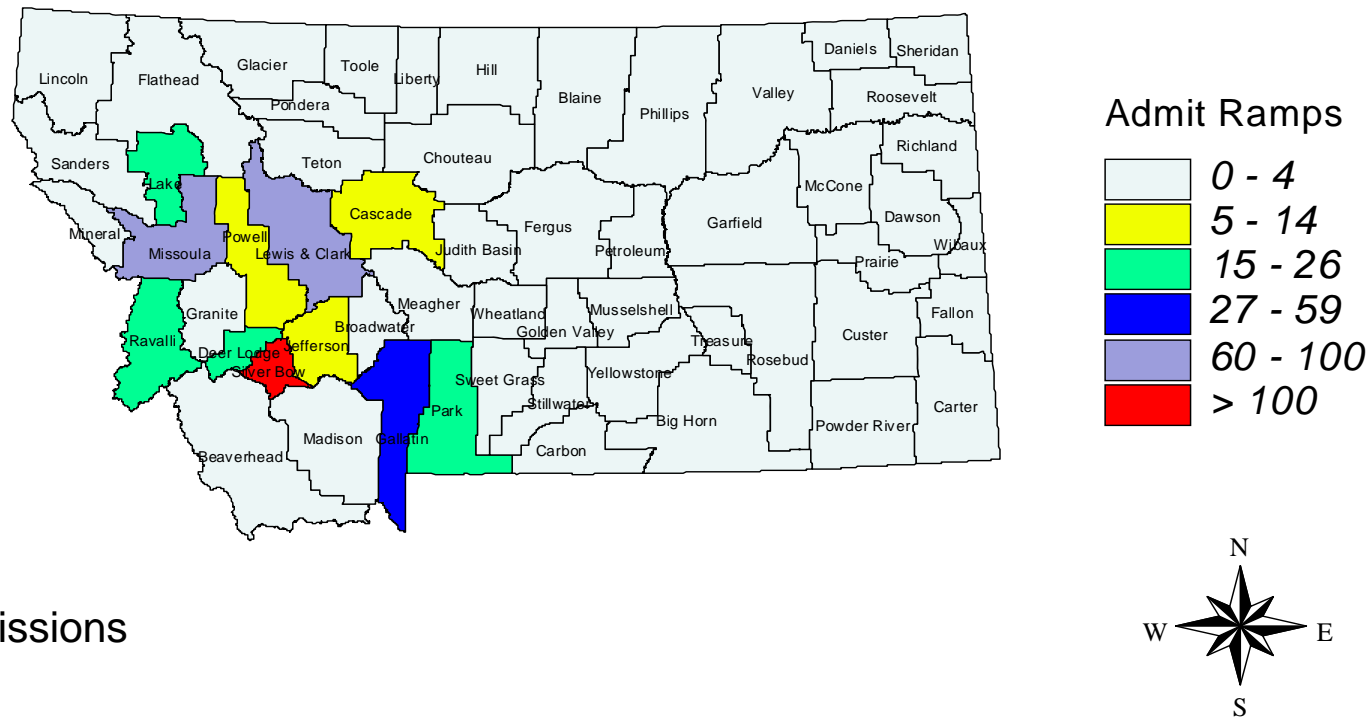 Daniels
Sheridan
Glacier
Toole
Liberty
Hill
Lincoln
Flathead
Blaine
Valley
Roosevelt
Pondera
Phillips
Richland
Sanders
Teton
Chouteau
Lake
McCone
Cascade
Garfield
Dawson
Mineral
Powell
Fergus
Missoula
Lewis & Clark
Judith Basin
Petroleum
Wibaux
Prairie
Meagher
Granite
Wheatland
Musselshell
Fallon
Broadwater
Golden Valley
Custer
Ravalli
Deer Lodge
Jefferson
Treasure
Rosebud
Silver Bow
Sweet Grass
Yellowstone
Stillwater
Park
Big Horn
Carter
Madison
Gallatin
Powder River
Beaverhead
Carbon
Admit Ramps
0 - 4
5 - 14
15 - 26
27 - 59
60 - 100
> 100
issions
N
W
E
S